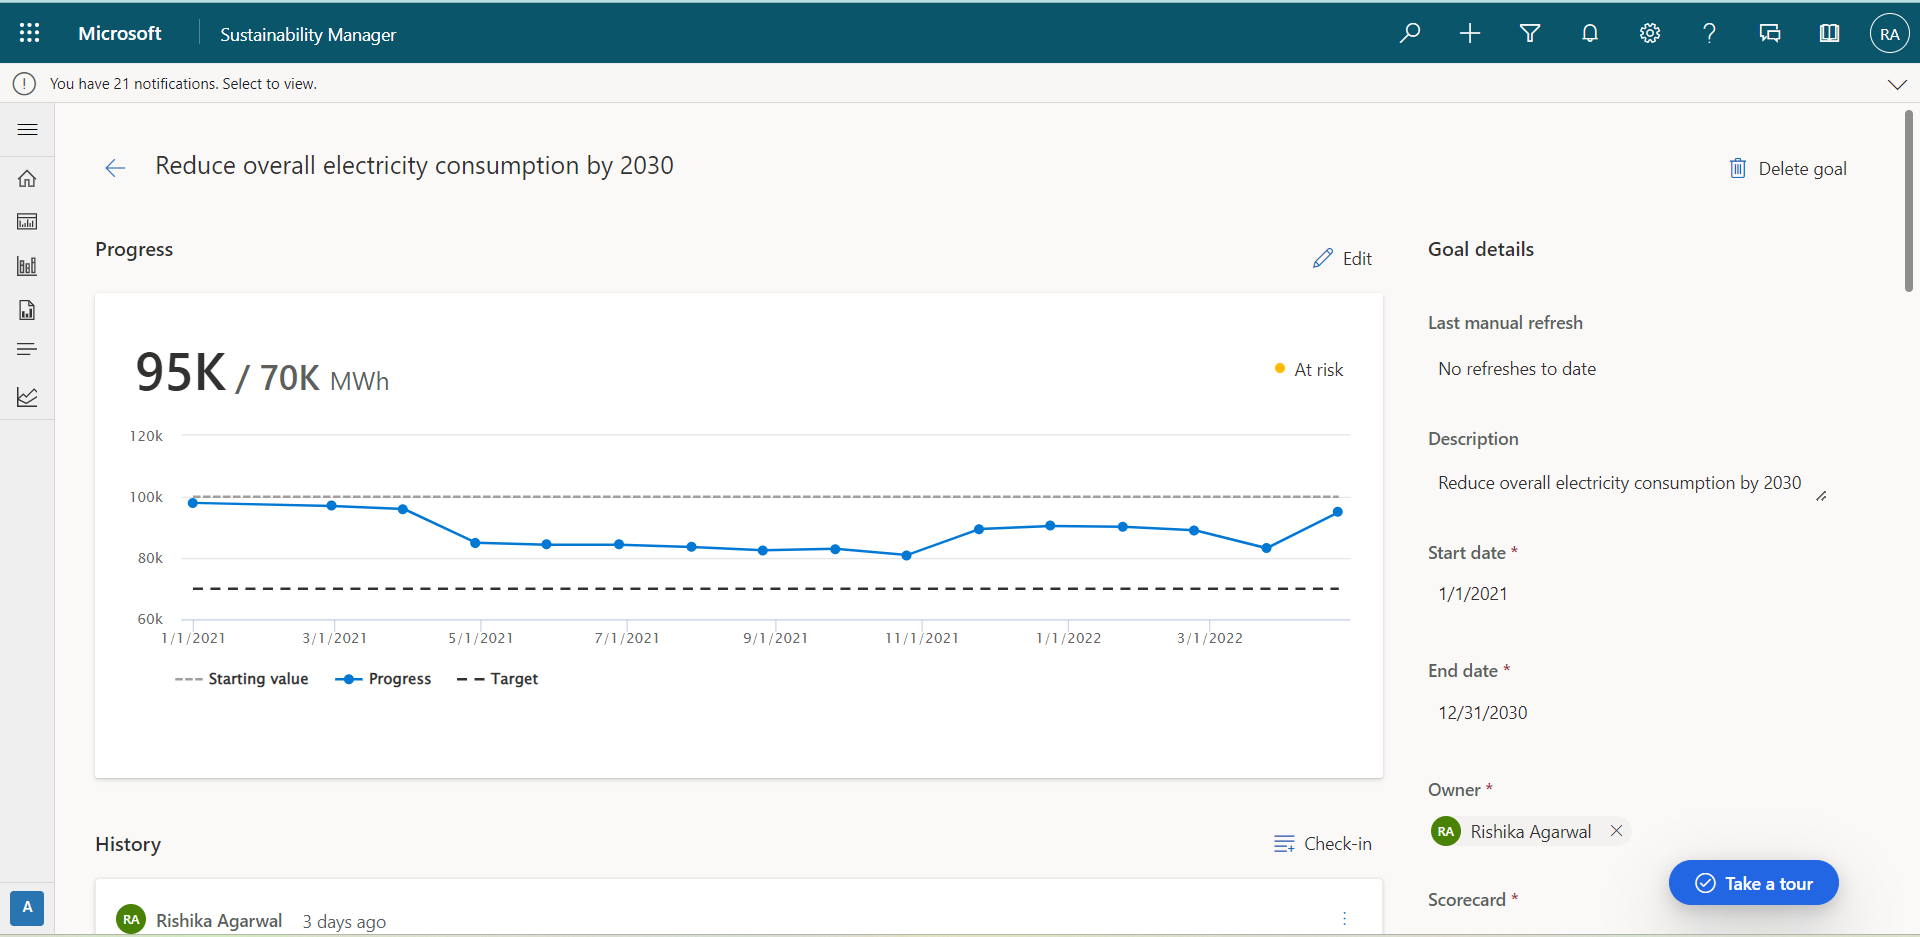 Microsoft
Sustainability Manager
RA
You have 21 notifications. Select to view.
Reduce overall electricity consumption by 2030
Delete goal
Progress
Edit
95K / 70K MWh
At risk
120k
100k
80k
60k
1/1/2021
3/1/2021
5/1/2021
7/1/2021
9/1/2021
11/1/2021
1/1/2022
3/1/2022
Starting value
Progress
Target
History
Check-in
RA
Rishika Agarwal
3 days ago
A
Goal details
Last manual refresh
No refreshes to date
Description
Reduce overall electricity consumption by 2030
Start date *
1/1/2021
End date *
12/31/2030
Owner *
RA
Rishika Agarwal
Take a tour
Scorecard *